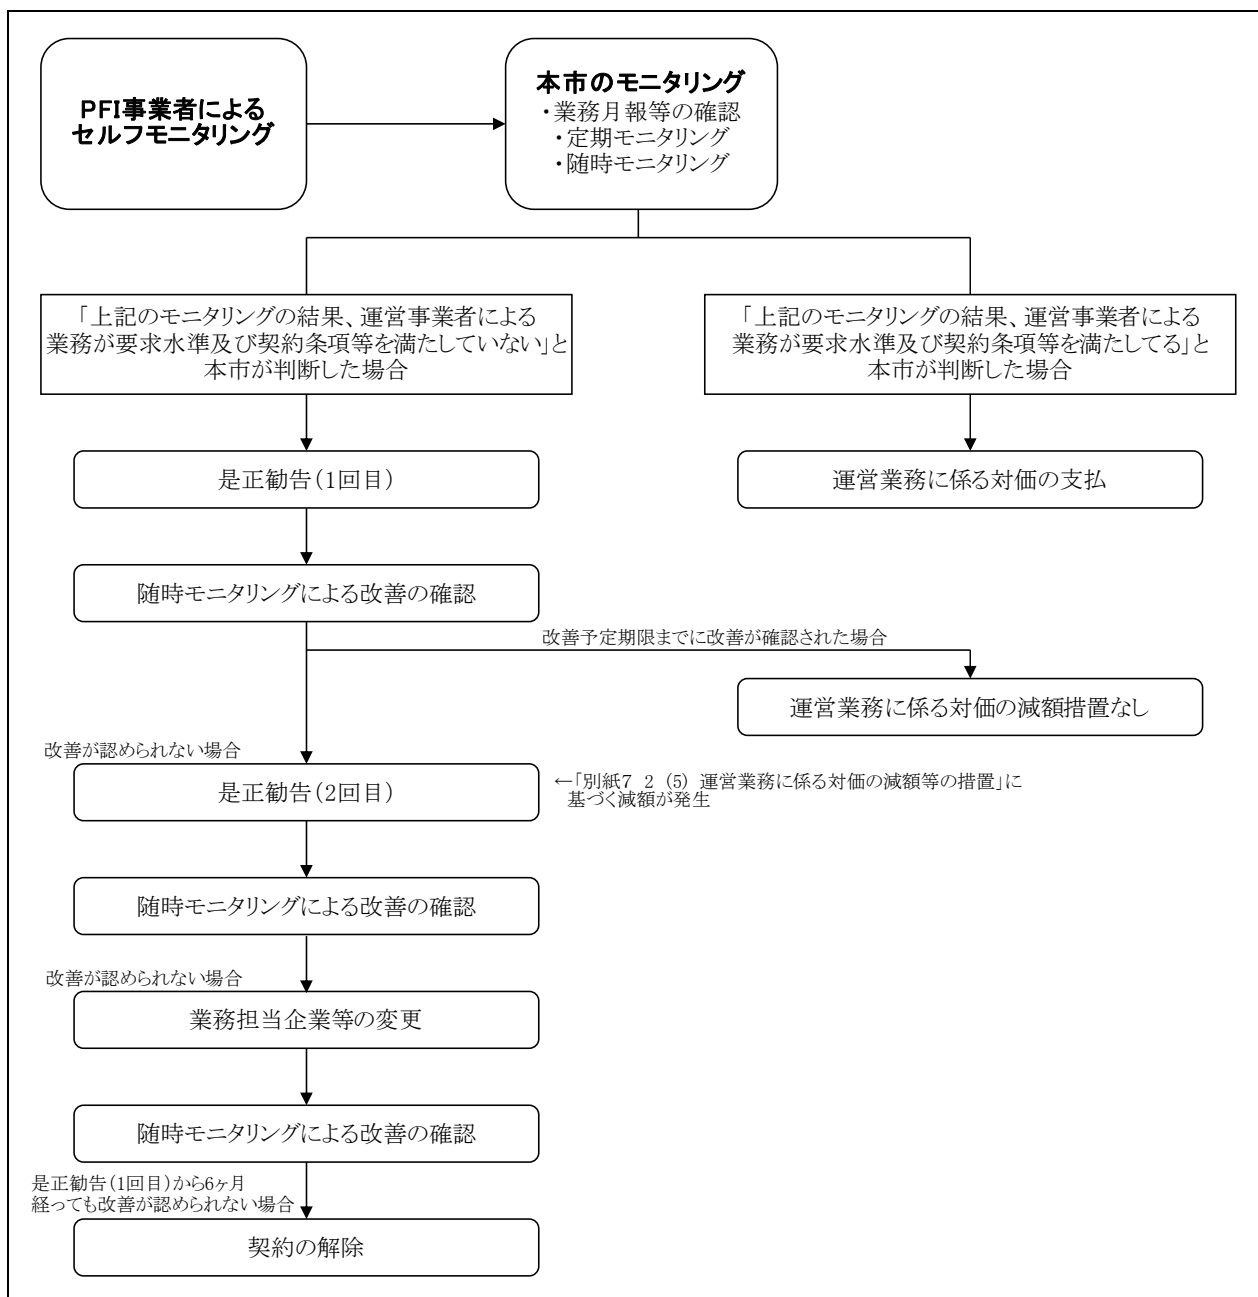 PFI事業者による
セルフモニタリング
本市のモニタリング
・業務月報等の確認
・定期モニタリング
・随時モニタリング
「上記のモニタリングの結果、運営事業者による
業務が要求水準及び契約条項等を満たしていない」と
本市が判断した場合
「上記のモニタリングの結果、運営事業者による
業務が要求水準及び契約条項等を満たしてる」と
本市が判断した場合
是正勧告(1回目)
運営業務に係る対価の支払
随時モニタリングによる改善の確認
改善予定期限までに改善が確認された場合
運営業務に係る対価の減額措置なし
改善が認められない場合
是正勧告(2回目)
←「別紙7 2 (5) 運営業務に係る対価の減額等の措置」に
基づく減額が発生
随時モニタリングによる改善の確認
改善が認められない場合
業務担当企業等の変更
随時モニタリングによる改善の確認
是正勧告(1回目)から6ヶ月
経っても改善が認められない場合
契約の解除